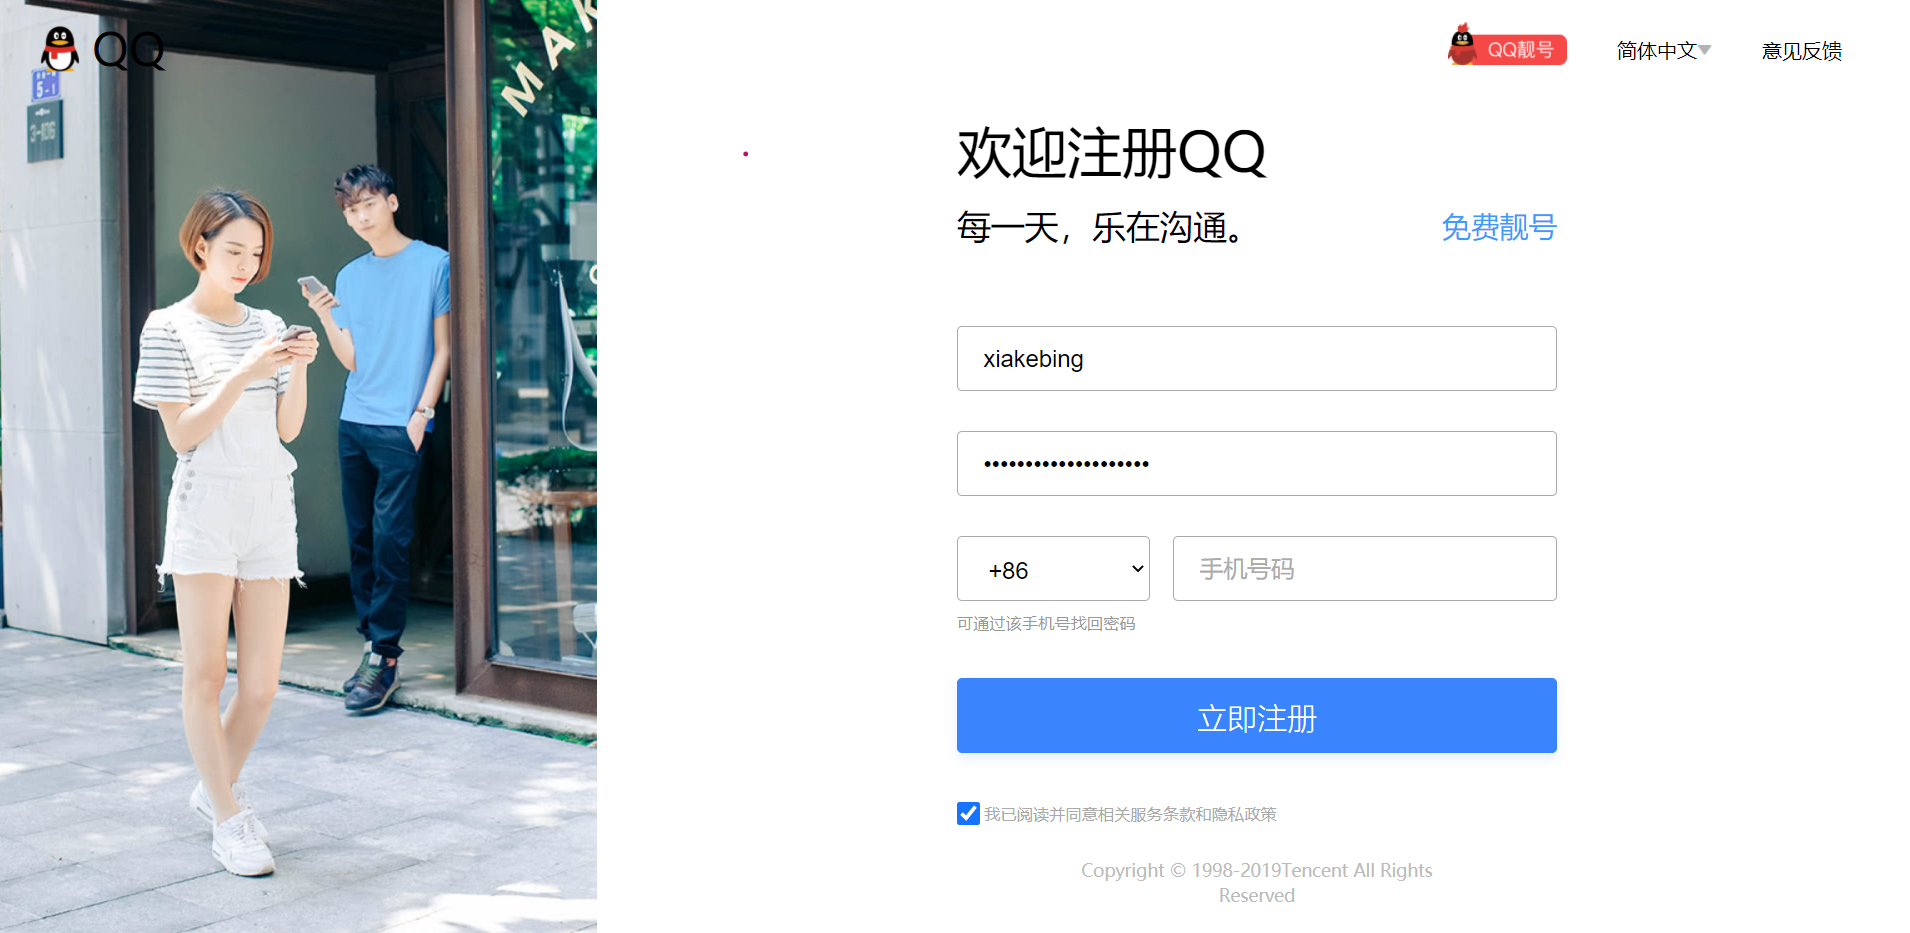 QQ
QQ靓号
简体中文
意见反馈
MAK
5-1
3-106
欢迎注册QQ
每一天，乐在沟通。
免费靓号
xiakebing
••••••••••••••••••••
+86
手机号码
可通过该手机号找回密码
立即注册
我已阅读并同意相关服务条款和隐私政策
Copyright © 1998-2019Tencent All Rights
Reserved